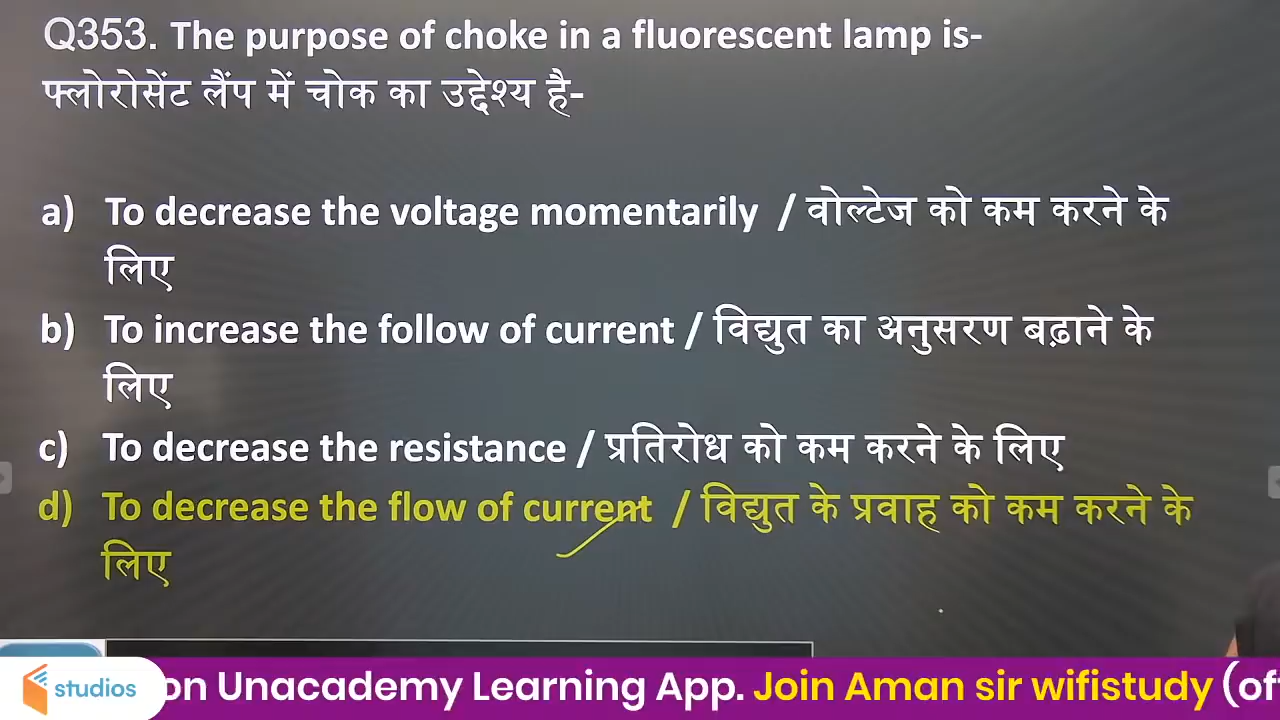 Q353. The purpose of choke in a fluorescent lamp is-
फ्लोरोसेंट लैंप में चोक का उद्देश्य है-
a) To decrease the voltage momentarily / वोल्टेज को कम करने के
लिए
b) To increase the follow of current / विद्युत का अनुसरण बढ़ाने के
लिए
c) To decrease the resistance / प्रतिरोध को कम करने के लिए
d) To decrease the flow of current / विद्युत के प्रवाह को कम करने के
लिए
studios on Unacademy Learning App. Join Aman sir wifistudy